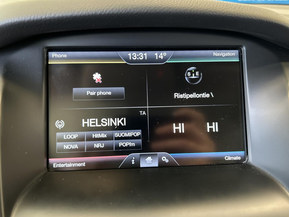 Phone 13:31 14° Navigation
Pair phone
Ristipellontie \
TA
HELSINKI
HI HI
LOOP HitMix SUOMIPOP
NOVA NRJ POPfm
Entertainment i Climate